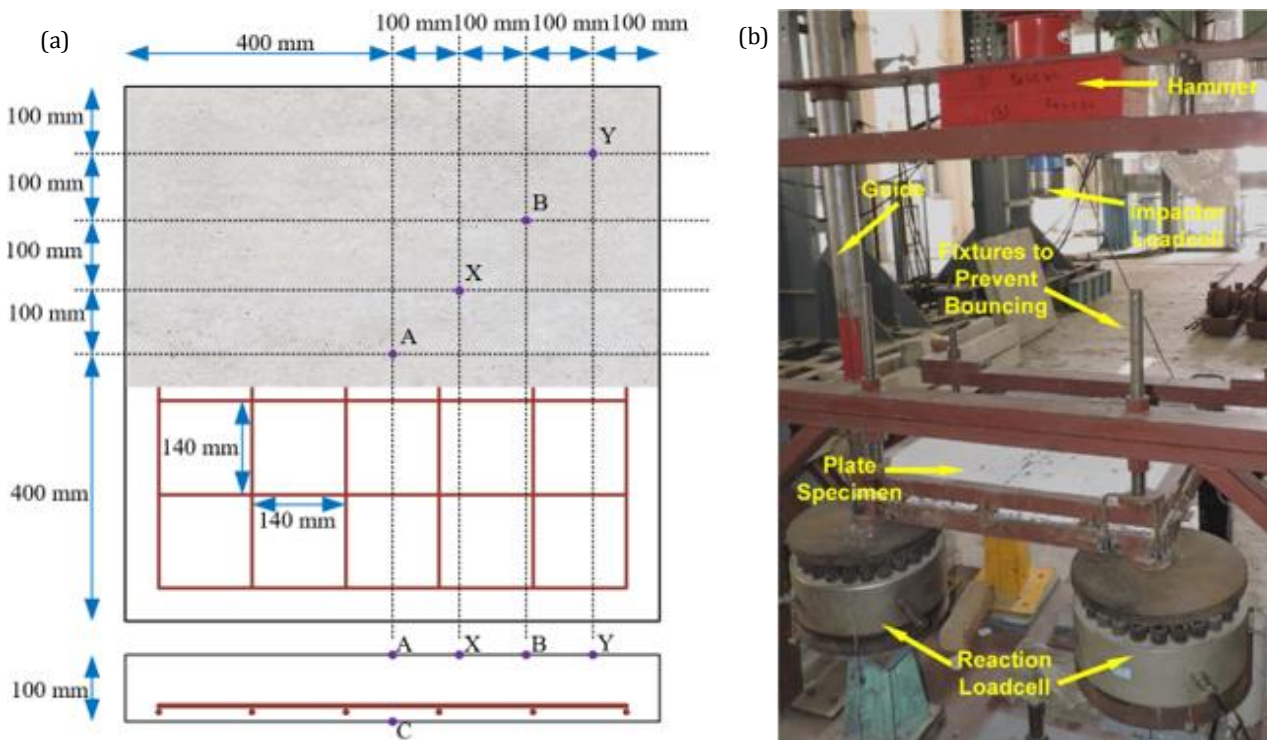 (a)
100 mm 100 mm 100 mm 100 mm
400 mm
100 mm
Y
100 mm
B
100 mm
X
100 mm
A
140 mm
140 mm
400 mm
A X B Y
100 mm
C
(b)
Hammer
Guide
Impactor
Loadcell
Fixtures to
Prevent
Bouncing
Plate
Specimen
Reaction
Loadcell